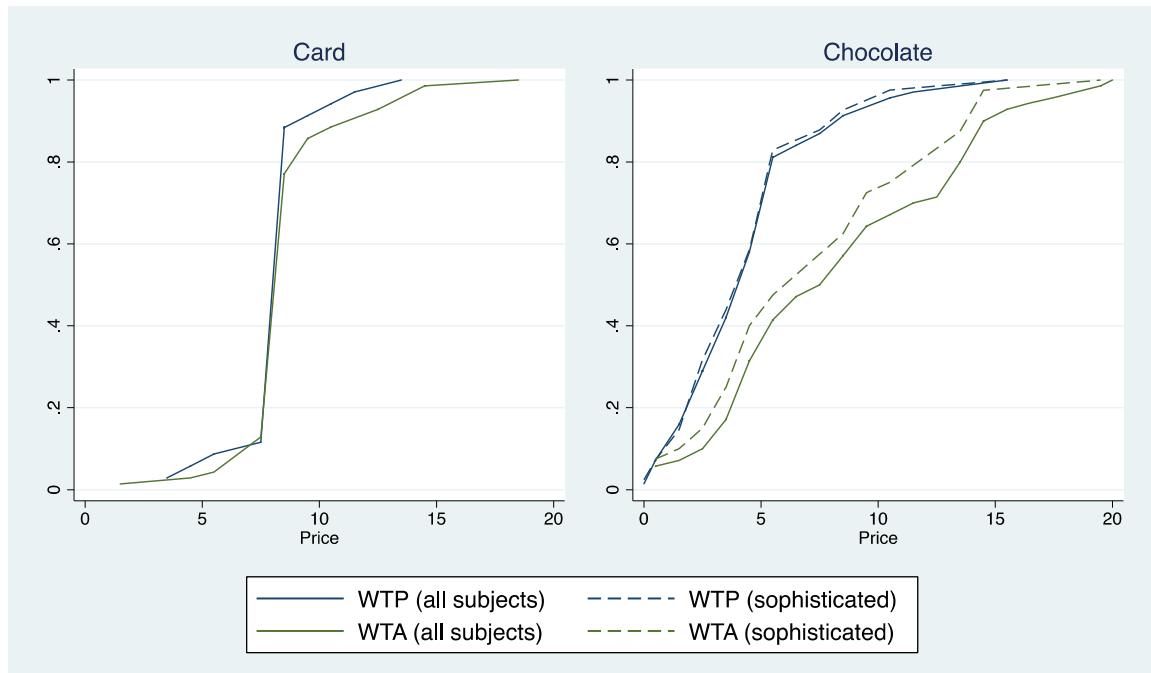 Card
1
.8
.6
.4
.2
0
0 5 10 15 20
Price
Chocolate
1
.8
.6
.4
.2
0
0 5 10 15 20
Price
WTP (all subjects) WTP (sophisticated)
WTA (all subjects) WTA (sophisticated)